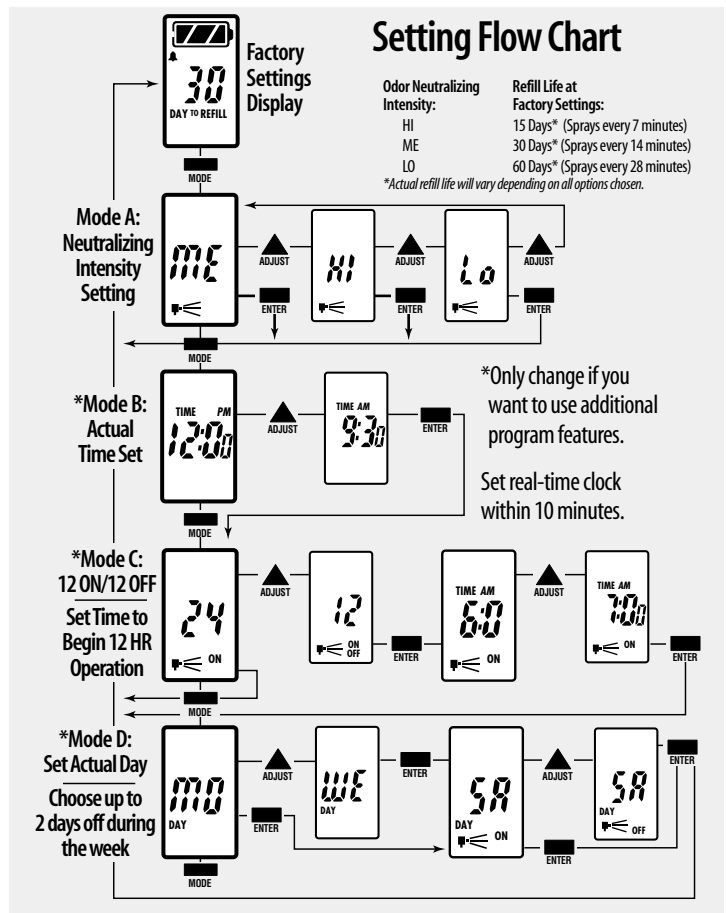 Setting Flow Chart
30
DAY TO REFILL
Factory
Settings
Display
Odor Neutralizing
Intensity:
Refill Life at
Factory Settings:
HI
15 Days* (Sprays every 7 minutes)
ME
30 Days* (Sprays every 14 minutes)
LO
60 Days* (Sprays every 28 minutes)
*Actual refill life will vary depending on all options chosen.
MODE
Mode A:
Neutralizing
Intensity
Setting
ME
ADJUST
ENTER
HI
ADJUST
ENTER
Lo
ADJUST
ENTER
MODE
*Mode B:
Actual
Time Set
TIME PM
12:00
ADJUST
TIME AM
9:30
ENTER
*Only change if you
want to use additional
program features.
Set real-time clock
within 10 minutes.
MODE
*Mode C:
12 ON/12 OFF
Set Time to
Begin 12 HR
Operation
24
ON
ADJUST
12
ON
OFF
ENTER
TIME AM
6:0
ON
ADJUST
TIME AM
7:00
ON
ENTER
MODE
*Mode D:
Set Actual Day
Choose up to
2 days off during
the week
MO
DAY
ADJUST
ENTER
WE
DAY
ENTER
SA
DAY
ON
ADJUST
ENTER
SA
DAY
OFF
ENTER
MODE